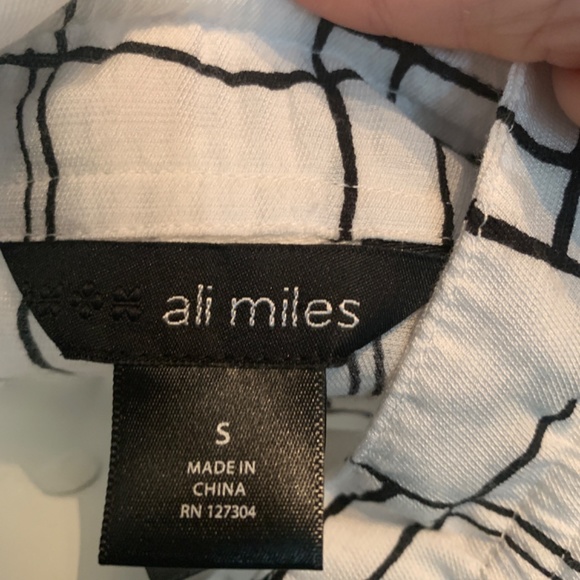 ali miles
S
MADE IN
CHINA
RN 127304